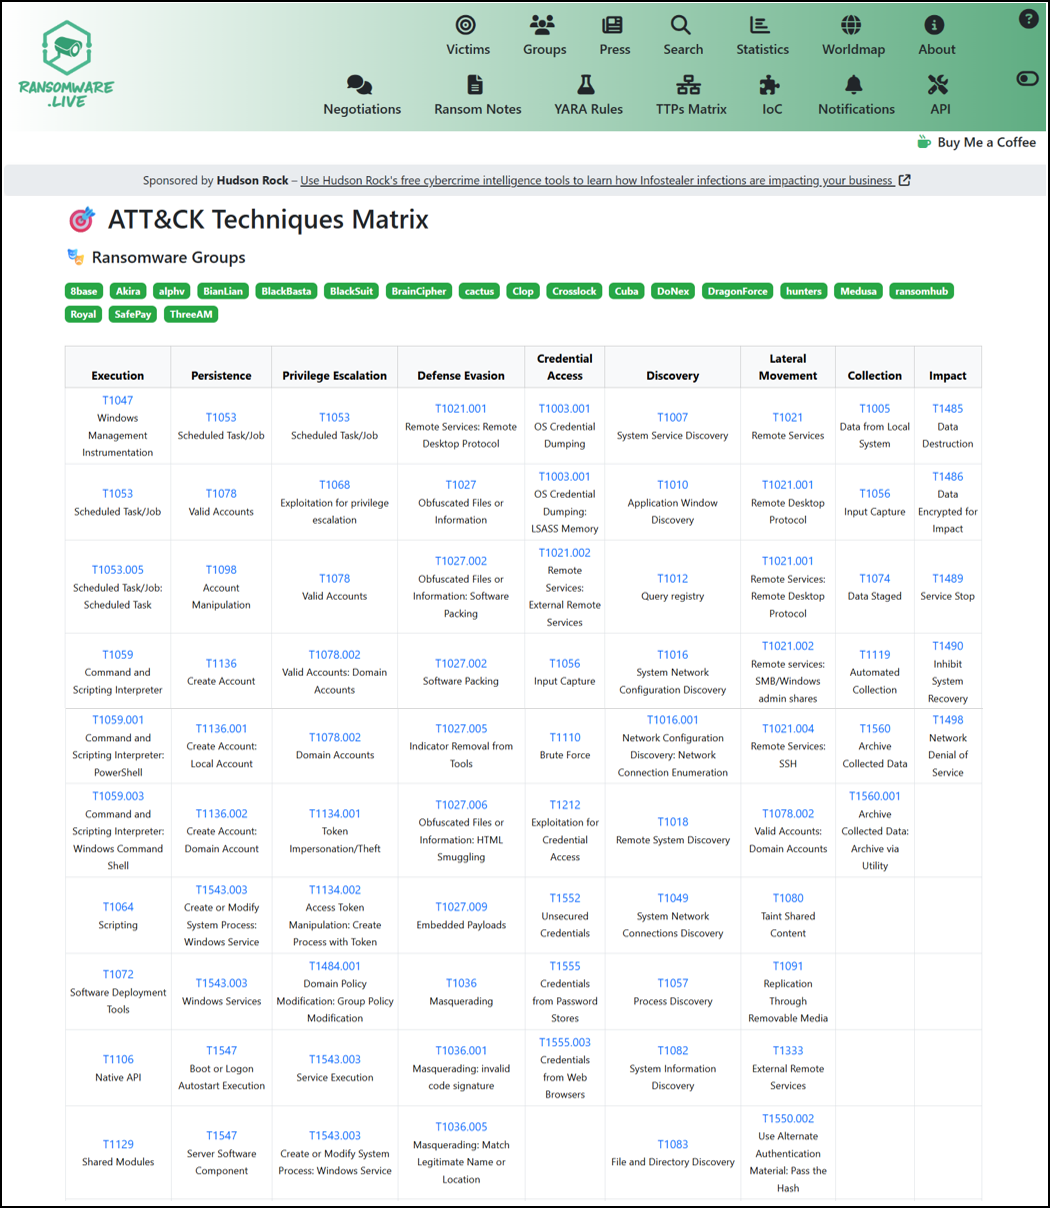 RANSOMWARE
.LIVE
Victims
Groups
Press
Search
Statistics
Worldmap
About
?
Negotiations
Ransom Notes
YARA Rules
TTPs Matrix
IoC
Notifications
API
Buy Me a Coffee
Sponsored by Hudson Rock – Use Hudson Rock's free cybercrime intelligence tools to learn how Infostealer infections are impacting your business
ATT&CK Techniques Matrix
Ransomware Groups
8base Akira alphv BianLian BlackBasta BlackSuit BrainCipher cactus Clop Crosslock Cuba DoNex DragonForce hunters Medusa ransomhub
Royal SafePay ThreeAM
Execution
Persistence
Privilege Escalation
Defense Evasion
Credential
Access
Discovery
Lateral
Movement
Collection
Impact
T1047
Windows
Management
Instrumentation
T1053
Scheduled Task/Job
T1053
Scheduled Task/Job
T1021.001
Remote Services: Remote
Desktop Protocol
T1003.001
OS Credential
Dumping
T1007
System Service Discovery
T1021
Remote Services
T1005
Data from Local
System
T1485
Data
Destruction
T1053
Scheduled Task/Job
T1078
Valid Accounts
T1068
Exploitation for privilege
escalation
T1027
Obfuscated Files or
Information
T1003.001
OS Credential
Dumping:
LSASS Memory
T1010
Application Window
Discovery
T1021.001
Remote Desktop
Protocol
T1056
Input Capture
T1486
Data
Encrypted for
Impact
T1053.005
Scheduled Task/Job:
Scheduled Task
T1098
Account
Manipulation
T1078
Valid Accounts
T1027.002
Obfuscated Files or
Information: Software
Packing
T1021.002
Remote
Services:
External Remote
Services
T1012
Query registry
T1021.001
Remote Services:
Remote Desktop
Protocol
T1074
Data Staged
T1489
Service Stop
T1059
Command and
Scripting Interpreter
T1136
Create Account
T1078.002
Valid Accounts: Domain
Accounts
T1027.002
Software Packing
T1056
Input Capture
T1016
System Network
Configuration Discovery
T1021.002
Remote services:
SMB/Windows
admin shares
T1119
Automated
Collection
T1490
Inhibit
System
Recovery
T1059.001
Command and
Scripting Interpreter:
PowerShell
T1136.001
Create Account:
Local Account
T1078.002
Domain Accounts
T1027.005
Indicator Removal from
Tools
T1110
Brute Force
T1016.001
Network Configuration
Discovery: Network
Connection Enumeration
T1021.004
Remote Services:
SSH
T1560
Archive
Collected Data
T1498
Network
Denial of
Service
T1059.003
Command and
Scripting Interpreter:
Windows Command
Shell
T1136.002
Create Account:
Domain Account
T1134.001
Token
Impersonation/Theft
T1027.006
Obfuscated Files or
Information: HTML
Smuggling
T1212
Exploitation for
Credential
Access
T1018
Remote System Discovery
T1078.002
Valid Accounts:
Domain Accounts
T1560.001
Archive
Collected Data:
Archive via
Utility
T1064
Scripting
T1543.003
Create or Modify
System Process:
Windows Service
T1134.002
Access Token
Manipulation: Create
Process with Token
T1027.009
Embedded Payloads
T1552
Unsecured
Credentials
T1049
System Network
Connections Discovery
T1080
Taint Shared
Content
T1072
Software Deployment
Tools
T1543.003
Windows Services
T1484.001
Domain Policy
Modification: Group Policy
Modification
T1036
Masquerading
T1555
Credentials
from Password
Stores
T1057
Process Discovery
T1091
Replication
Through
Removable Media
T1106
Native API
T1547
Boot or Logon
Autostart Execution
T1543.003
Service Execution
T1036.001
Masquerading: invalid
code signature
T1555.003
Credentials
from Web
Browsers
T1082
System Information
Discovery
T1333
External Remote
Services
T1129
Shared Modules
T1547
Server Software
Component
T1543.003
Create or Modify System
Process: Windows Service
T1036.005
Masquerading: Match
Legitimate Name or
Location
T1083
File and Directory Discovery
T1550.002
Use Alternate
Authentication
Material: Pass the
Hash